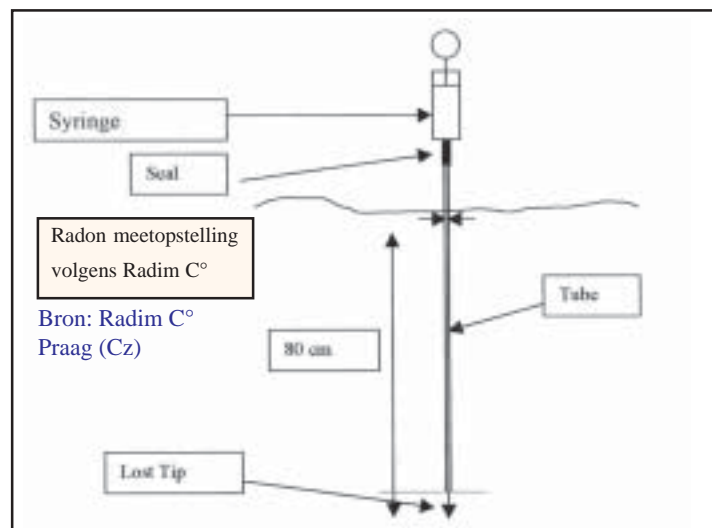 Syringe
Seal
Radon meetopstelling
volgens Radim C°
Bron: Radim C°
Praag (Cz)
Tube
80 cm
Lost Tip